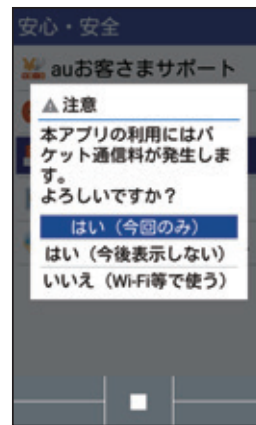 安心・安全
auお客さまサポート
注意
本アプリの利用にはパ
ケット通信料が発生しま
す。
よろしいですか？
はい（今回のみ）
はい（今後表示しない）
いいえ（Wi-Fi等で使う）